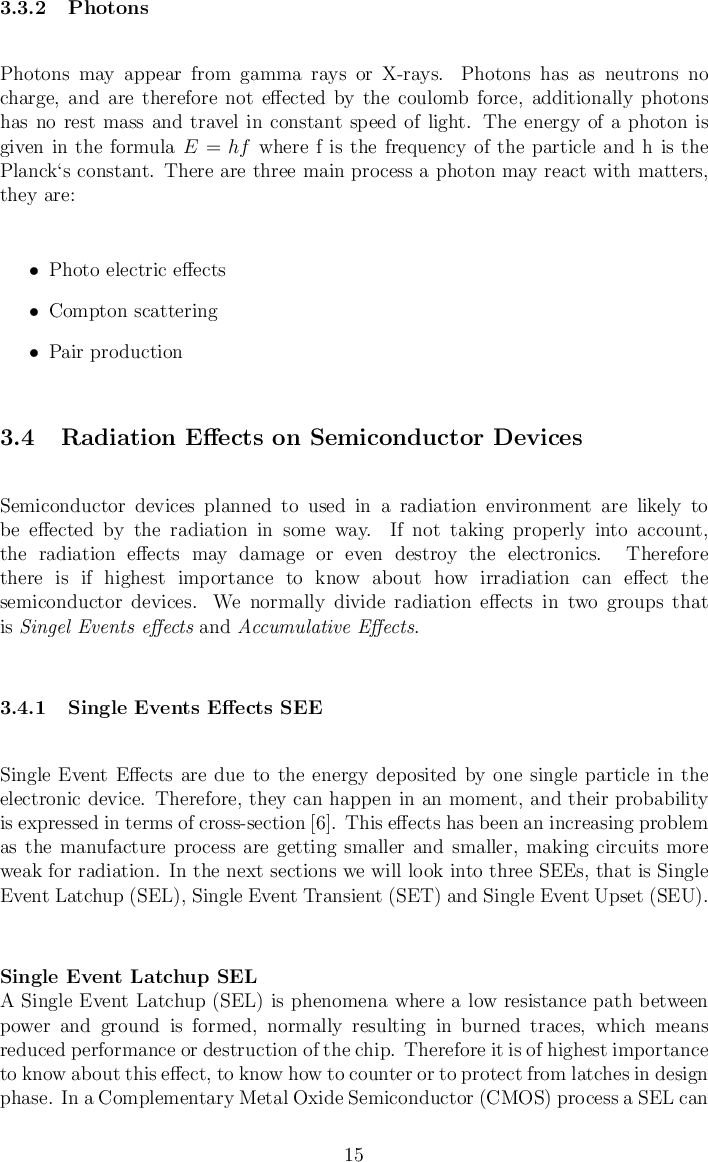 3.3.2 Photons
Photons may appear from gamma rays or X-rays. Photons has as neutrons no
charge, and are therefore not effected by the coulomb force, additionally photons
has no rest mass and travel in constant speed of light. The energy of a photon is
given in the formula E = hf where f is the frequency of the particle and h is the
Planck‘s constant. There are three main process a photon may react with matters,
they are:
• Photo electric effects
• Compton scattering
• Pair production
3.4 Radiation Effects on Semiconductor Devices
Semiconductor devices planned to used in a radiation environment are likely to
be effected by the radiation in some way. If not taking properly into account,
the radiation effects may damage or even destroy the electronics. Therefore
there is if highest importance to know about how irradiation can effect the
semiconductor devices. We normally divide radiation effects in two groups that
is Singel Events effects and Accumulative Effects.
3.4.1 Single Events Effects SEE
Single Event Effects are due to the energy deposited by one single particle in the
electronic device. Therefore, they can happen in an moment, and their probability
is expressed in terms of cross-section [6]. This effects has been an increasing problem
as the manufacture process are getting smaller and smaller, making circuits more
weak for radiation. In the next sections we will look into three SEEs, that is Single
Event Latchup (SEL), Single Event Transient (SET) and Single Event Upset (SEU).
Single Event Latchup SEL
A Single Event Latchup (SEL) is phenomena where a low resistance path between
power and ground is formed, normally resulting in burned traces, which means
reduced performance or destruction of the chip. Therefore it is of highest importance
to know about this effect, to know how to counter or to protect from latches in design
phase. In a Complementary Metal Oxide Semiconductor (CMOS) process a SEL can
15